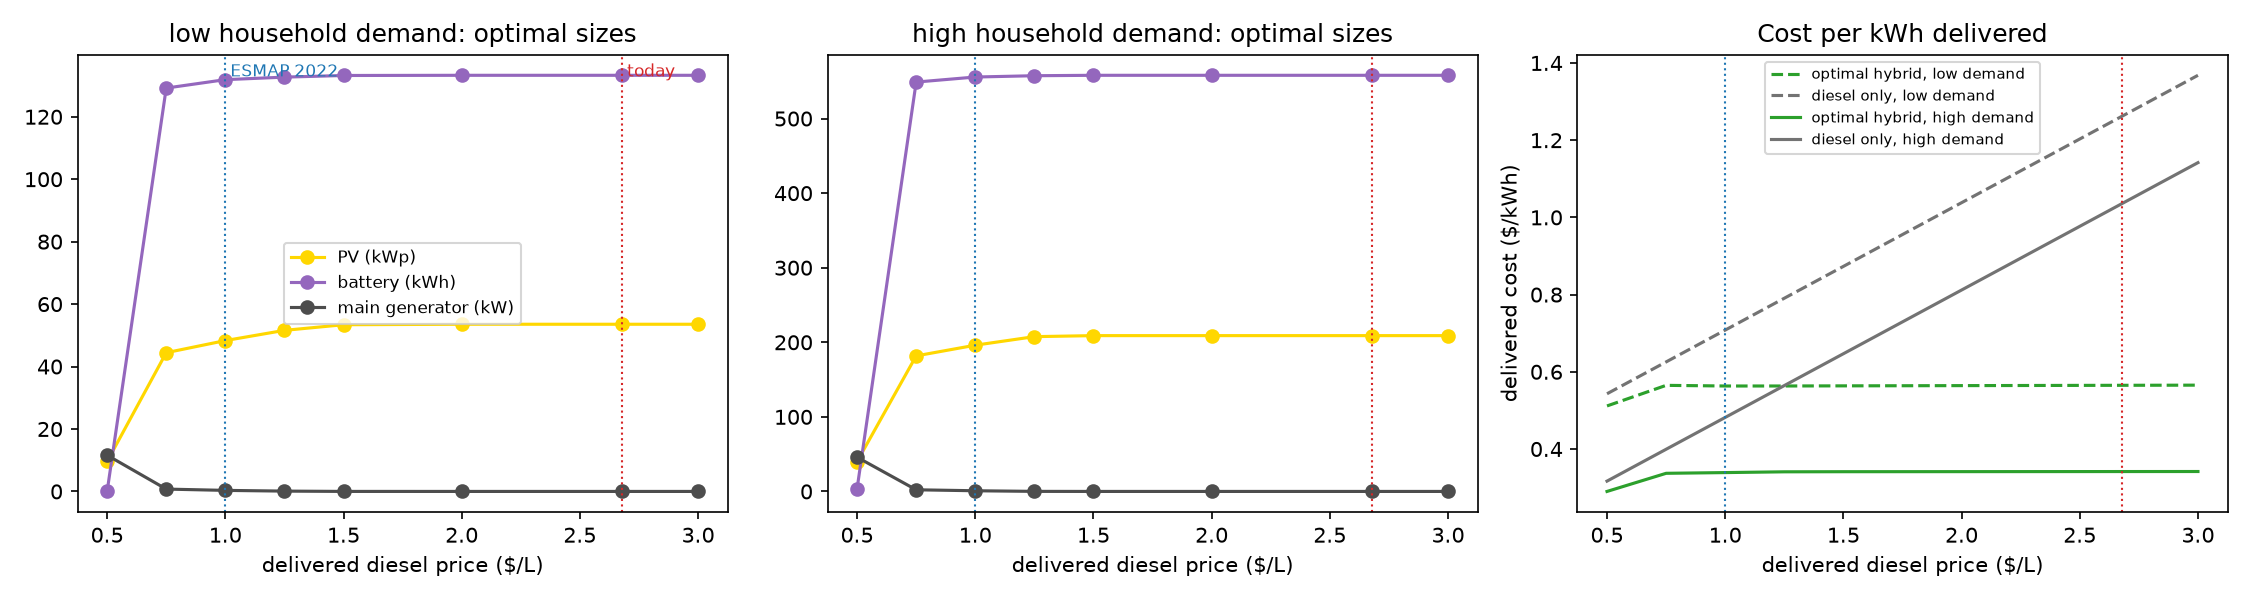 low household demand: optimal sizes
ESMAP 2022
today
120
100
80
60
40
20
0
PV (kWp)
battery (kWh)
main generator (kW)
0.5 1.0 1.5 2.0 2.5 3.0
delivered diesel price ($/L)
high household demand: optimal sizes
500
400
300
200
100
0
0.5 1.0 1.5 2.0 2.5 3.0
delivered diesel price ($/L)
Cost per kWh delivered
delivered cost ($/kWh)
1.4
1.2
1.0
0.8
0.6
0.4
optimal hybrid, low demand
diesel only, low demand
optimal hybrid, high demand
diesel only, high demand
0.5 1.0 1.5 2.0 2.5 3.0
delivered diesel price ($/L)